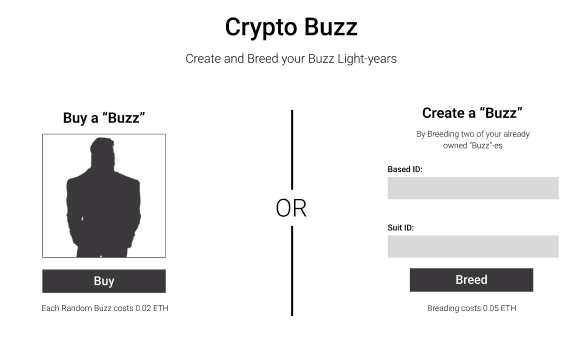 Crypto Buzz
Create and Breed your Buzz Light-years
Buy a “Buzz”
Buy
Each Random Buzz costs 0.02 ETH
OR
Create a “Buzz”
By Breeding two of your already
owned “Buzz”-es
Based ID:
Suit ID:
Breed
Breading costs 0.05 ETH